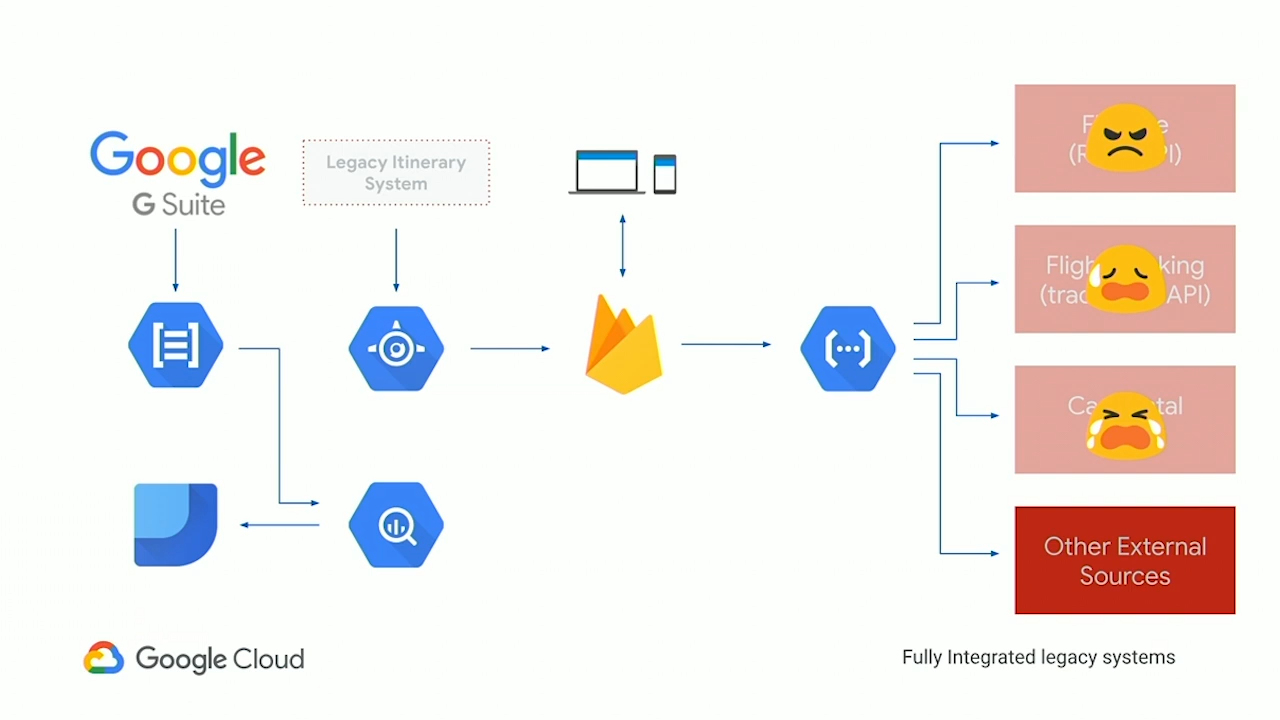 Google
G Suite
Legacy Itinerary
System
Other External
Sources
Google Cloud
Fully Integrated legacy systems